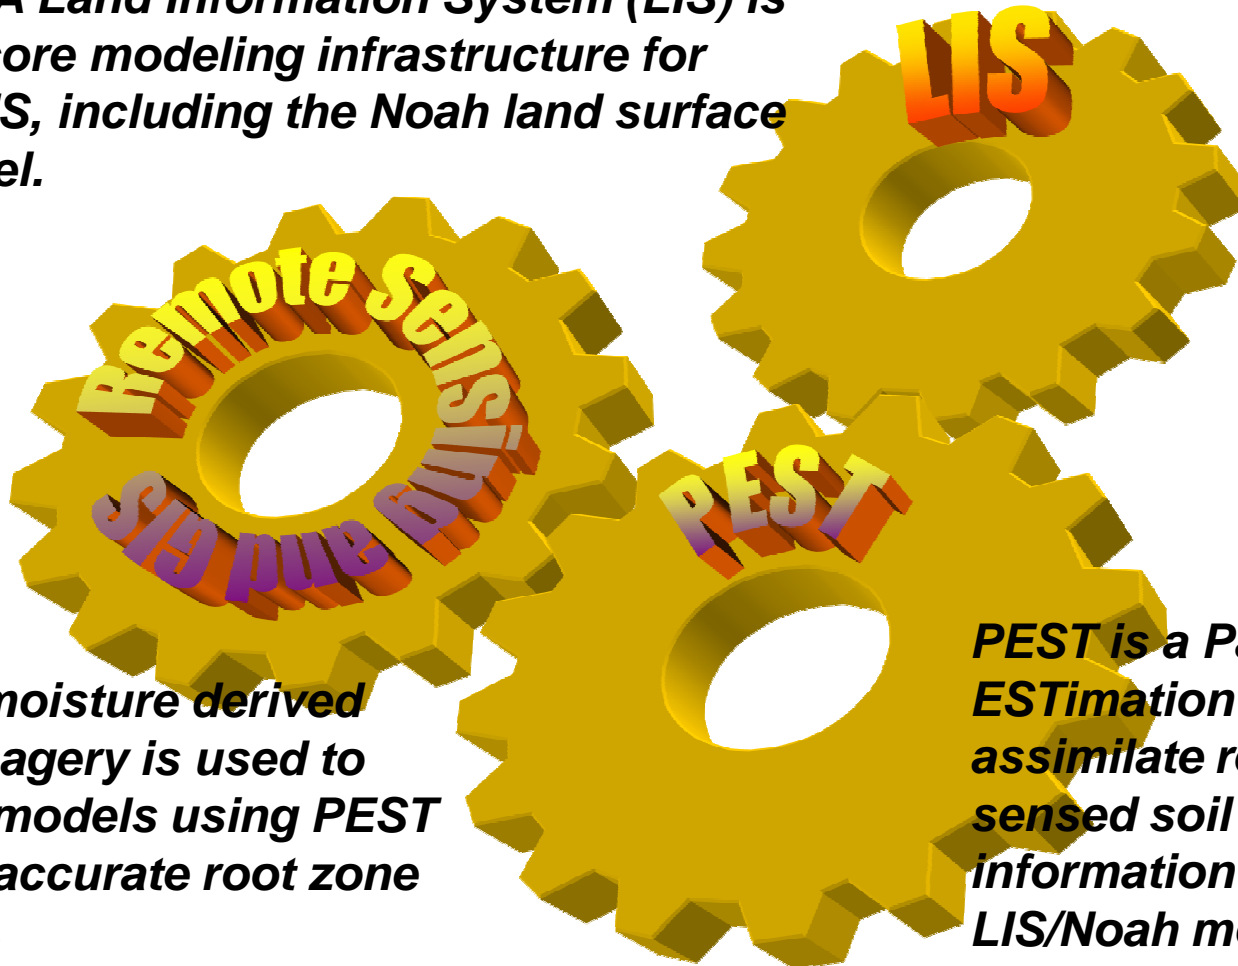 A Land Information System (LIS) is
core modeling infrastructure for
S, including the Noah land surface
el.
LIS
Remote Sensing and GIS
PEST
moisture derived
agery is used to
models using PEST
accurate root zone
PEST is a Pa
ESTimation
assimilate re
sensed soil
information
LIS/Noah mo